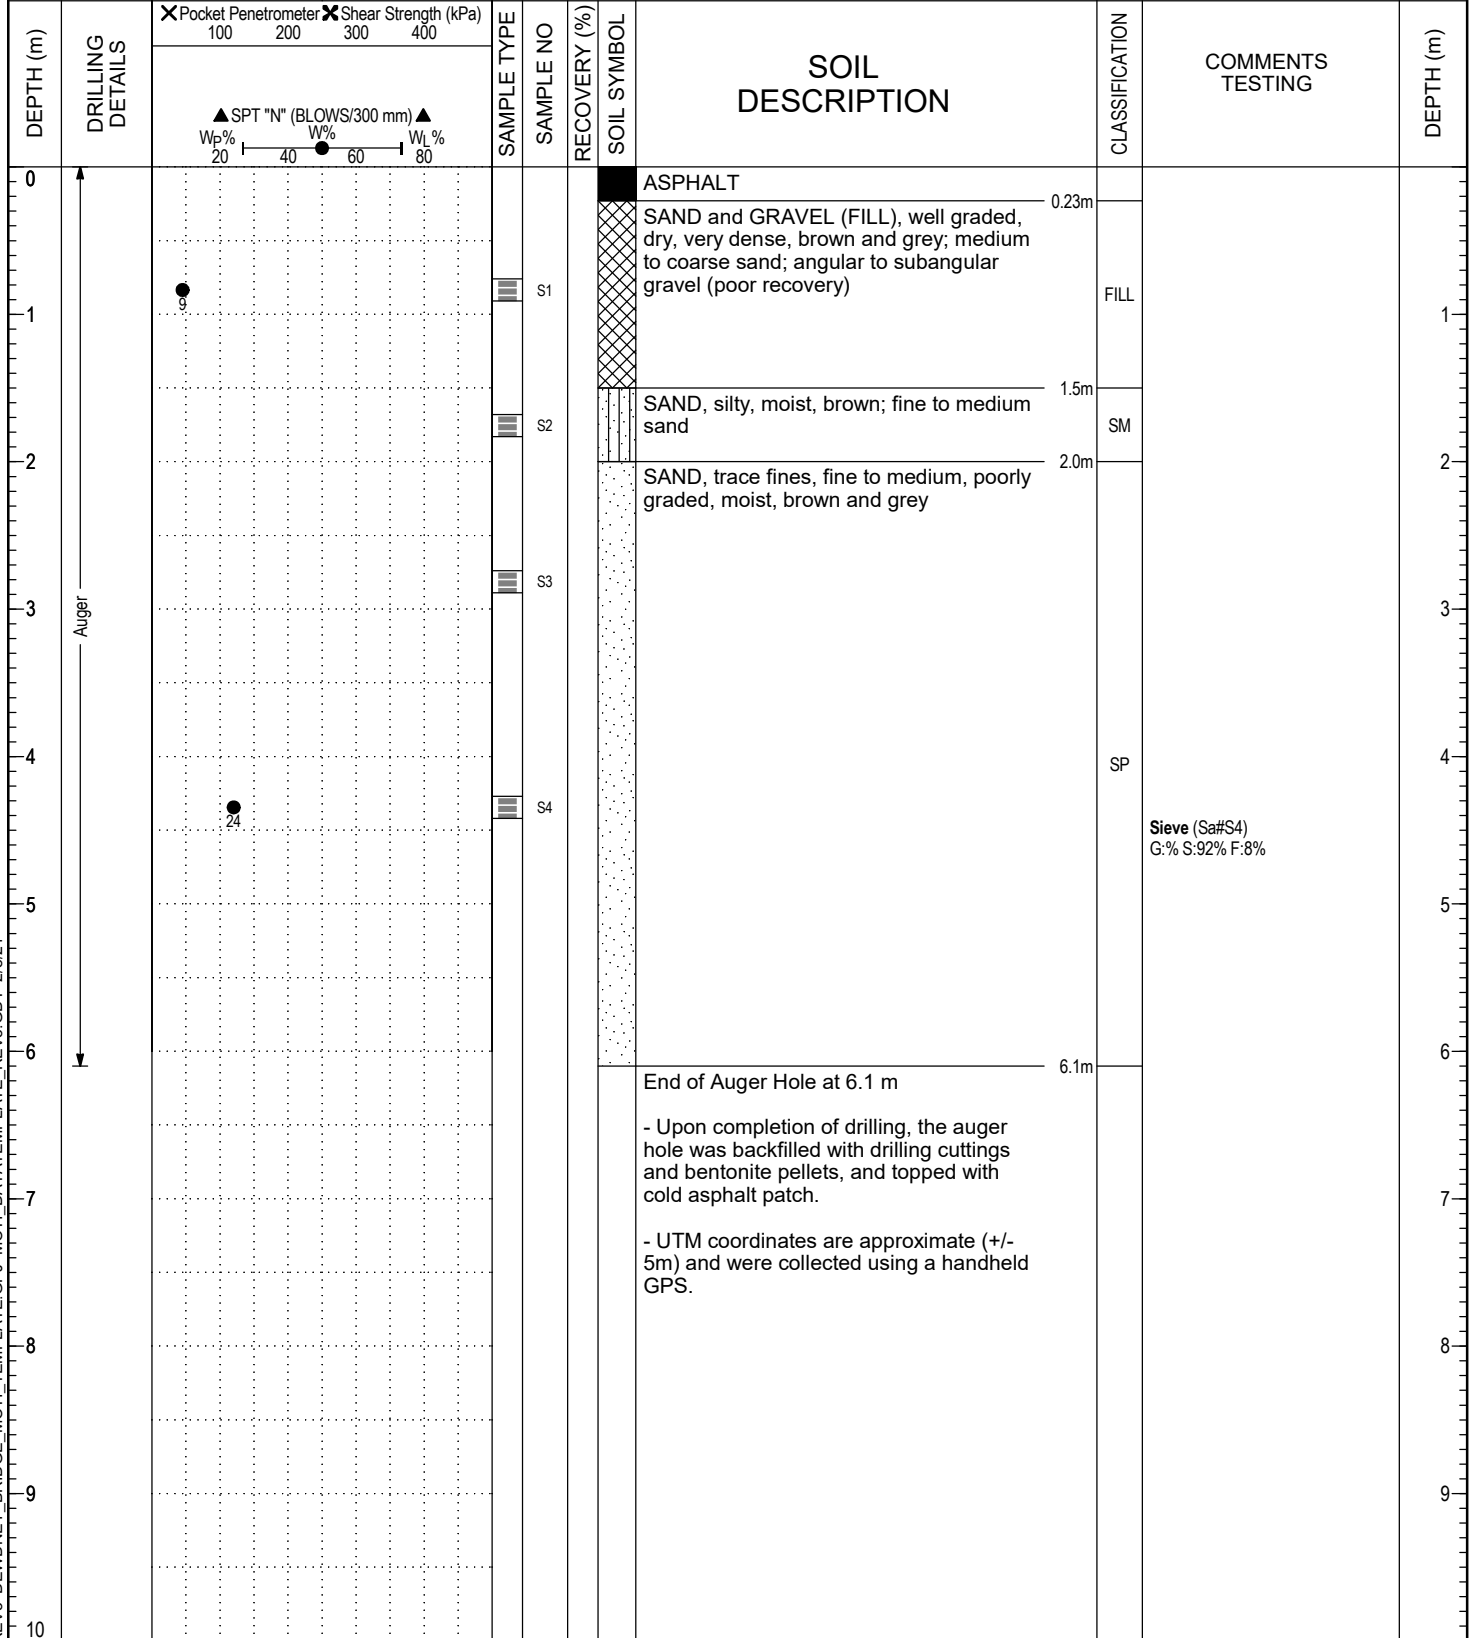 DEPTH (m)
DRILLING
DETAILS
Pocket Penetrometer Shear Strength (kPa)
100 200 300 400
SPT "N" (BLOWS/300 mm)
WP% W% WL%
20 40 60 80
SAMPLE TYPE
SAMPLE NO
RECOVERY (%)
SOIL SYMBOL
SOIL
DESCRIPTION
CLASSIFICATION
COMMENTS
TESTING
DEPTH (m)
0
ASPHALT
0.23m
SAND and GRAVEL (FILL), well graded,
dry, very dense, brown and grey; medium
to coarse sand; angular to subangular
gravel (poor recovery)
9
S1
FILL
1
1
1.5m
SAND, silty, moist, brown; fine to medium
sand
S2
SM
2
2.0m
2
SAND, trace fines, fine to medium, poorly
graded, moist, brown and grey
S3
Auger
3
3
4
SP
4
24
S4
Sieve (Sa#S4)
G:% S:92% F:8%
5
5
6
6
6.1m
End of Auger Hole at 6.1 m
- Upon completion of drilling, the auger
hole was backfilled with drilling cuttings
and bentonite pellets, and topped with
cold asphalt patch.
7
7
- UTM coordinates are approximate (+/-
5m) and were collected using a handheld
GPS.
8
8
9
9
10